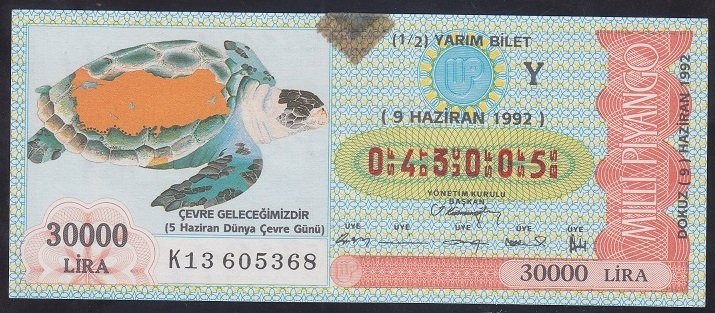 (1/2) YARIM BİLET
Y
( 9 HAZİRAN 1992 )
0 4 3 0 0 5
YÖNETİM KURULU
BAŞKAN
ÜYE ÜYE ÜYE ÜYE ÜYE
ÇEVRE GELECEĞİMİZDİR
(5 Haziran Dünya Çevre Günü)
30000
LİRA
K13 605368
30000 LİRA
MİLLİ PİYANGO
DOKUZ ( 9 ) HAZİRAN 1992